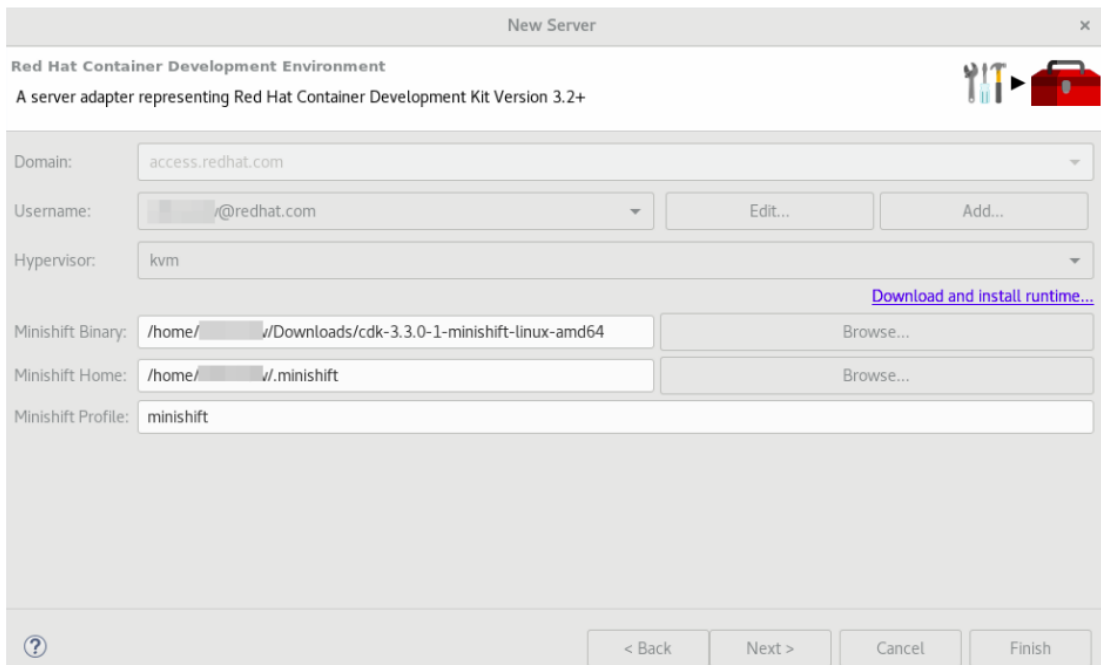 New Server ×
Red Hat Container Development Environment
A server adapter representing Red Hat Container Development Kit Version 3.2+
Domain: access.redhat.com
Username: @redhat.com Edit... Add...
Hypervisor: kvm
Download and install runtime...
Minishift Binary: /home/ /Downloads/cdk-3.3.0-1-minishift-linux-amd64 Browse...
Minishift Home: /home/ /.minishift Browse...
Minishift Profile: minishift
? < Back Next > Cancel Finish